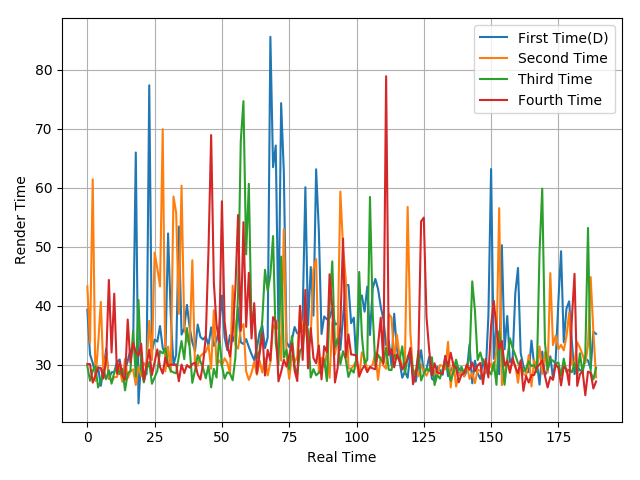 First Time(D)
Second Time
Third Time
Fourth Time
Render Time
80
70
60
50
40
30
0 25 50 75 100 125 150 175
Real Time